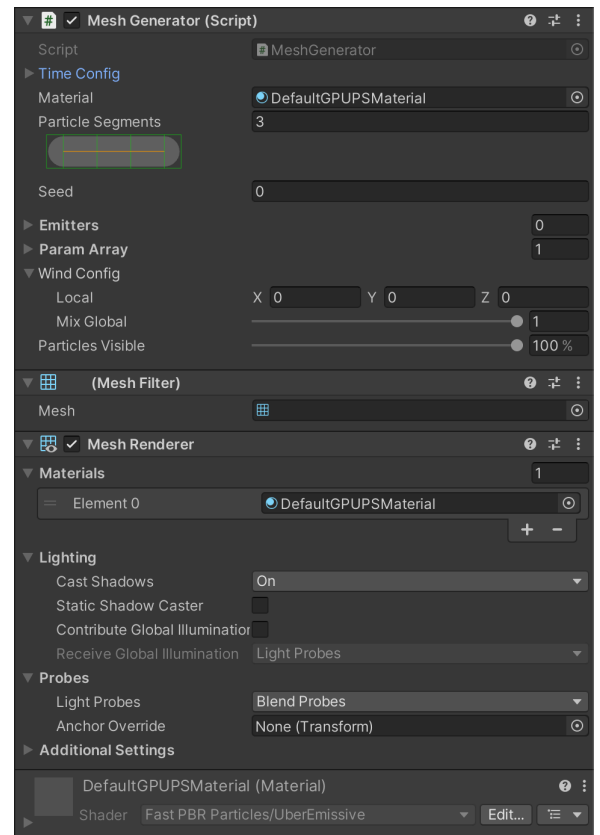 Mesh Generator (Script)
Script MeshGenerator
Time Config
Material DefaultGPUPSMaterial
Particle Segments 3
Seed 0
Emitters 0
Param Array 1
Wind Config
Local X 0 Y 0 Z 0
Mix Global 1
Particles Visible 100 %
(Mesh Filter)
Mesh
Mesh Renderer
Materials 1
Element 0 DefaultGPUPSMaterial
+ −
Lighting
Cast Shadows On
Static Shadow Caster
Contribute Global Illumination
Receive Global Illumination Light Probes
Probes
Light Probes Blend Probes
Anchor Override None (Transform)
Additional Settings
DefaultGPUPSMaterial (Material)
Shader Fast PBR Particles/UberEmissive Edit...